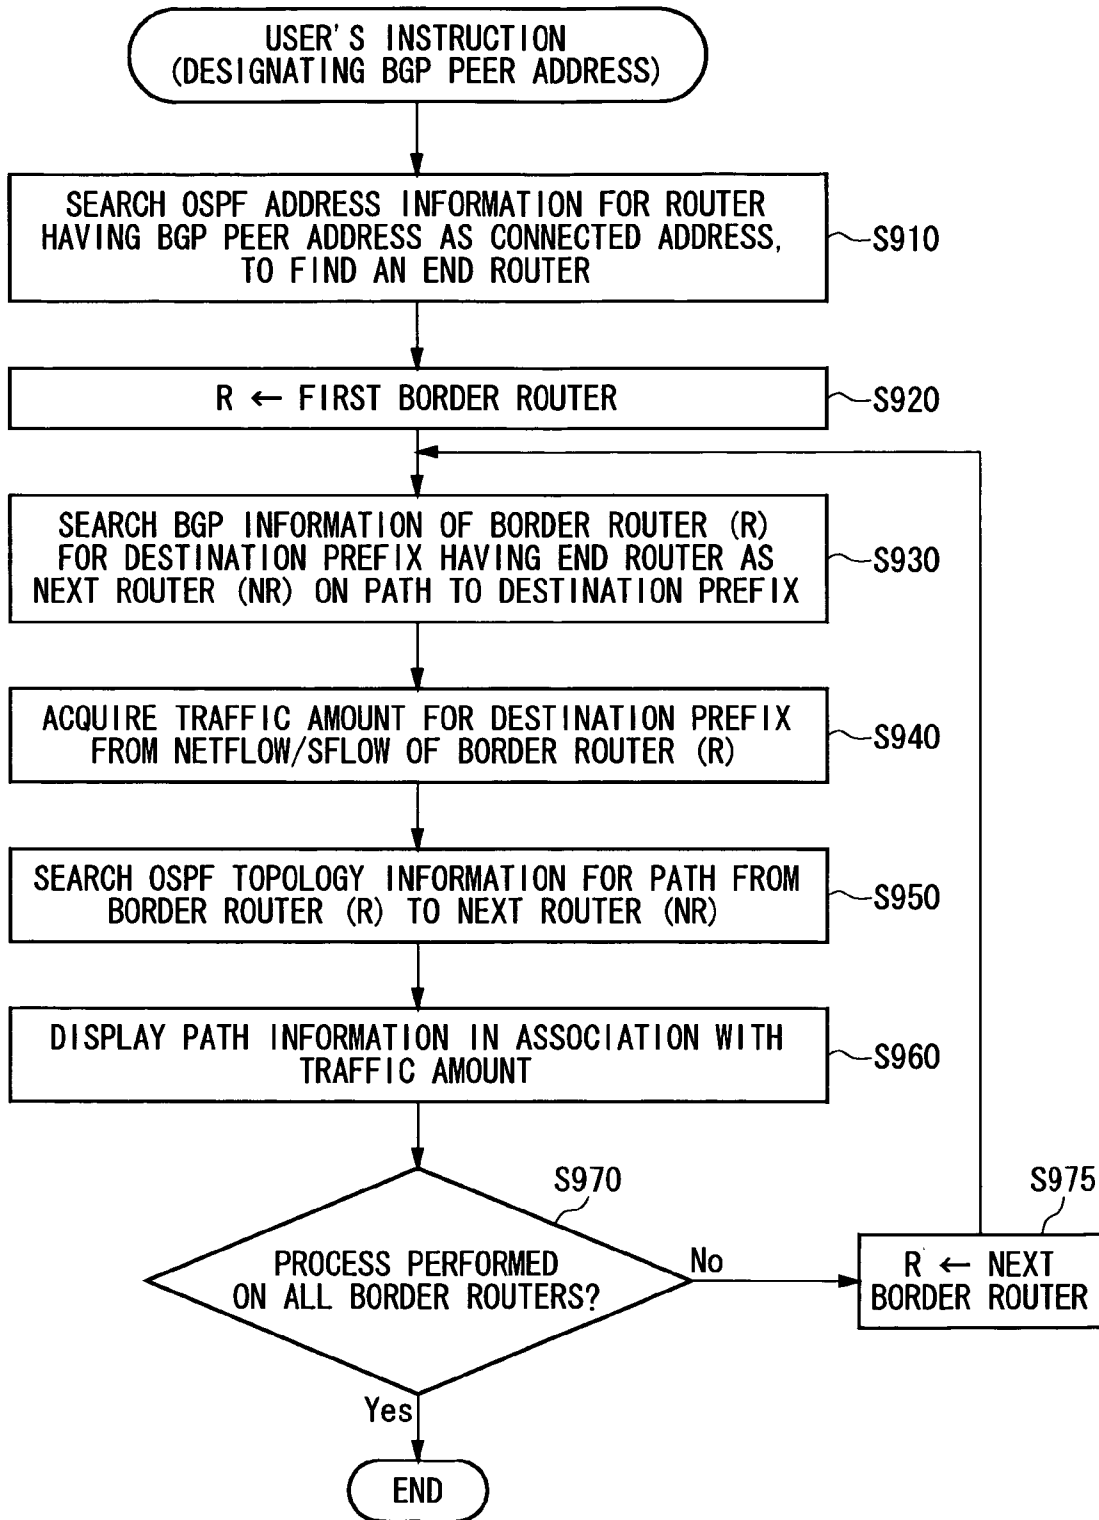 USER'S INSTRUCTION
(DESIGNATING BGP PEER ADDRESS)
SEARCH OSPF ADDRESS INFORMATION FOR ROUTER
HAVING BGP PEER ADDRESS AS CONNECTED ADDRESS,
TO FIND AN END ROUTER
S910
R ← FIRST BORDER ROUTER
S920
SEARCH BGP INFORMATION OF BORDER ROUTER (R)
FOR DESTINATION PREFIX HAVING END ROUTER AS
NEXT ROUTER (NR) ON PATH TO DESTINATION PREFIX
S930
ACQUIRE TRAFFIC AMOUNT FOR DESTINATION PREFIX
FROM NETFLOW/SFLOW OF BORDER ROUTER (R)
S940
SEARCH OSPF TOPOLOGY INFORMATION FOR PATH FROM
BORDER ROUTER (R) TO NEXT ROUTER (NR)
S950
DISPLAY PATH INFORMATION IN ASSOCIATION WITH
TRAFFIC AMOUNT
S960
S970
PROCESS PERFORMED
ON ALL BORDER ROUTERS?
No
S975
R ← NEXT
BORDER ROUTER
Yes
END